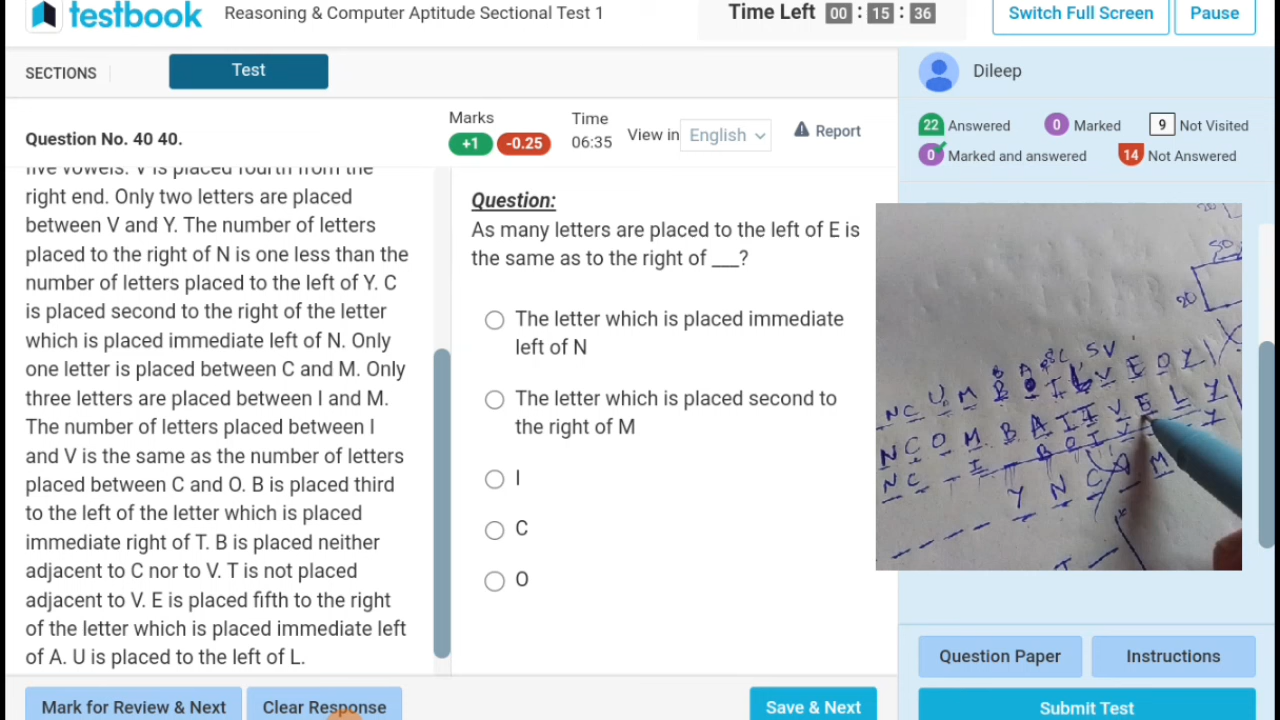 testbook
Reasoning & Computer Aptitude Sectional Test 1
Time Left 00 : 15 : 36
Switch Full Screen
Pause
SECTIONS
Test
Dileep
Question No. 40 40.
Marks
+1 -0.25
Time
06:35
View in English
Report
22 Answered
0 Marked
9 Not Visited
0 Marked and answered
14 Not Answered
five vowels. V is placed fourth from the
right end. Only two letters are placed
between V and Y. The number of letters
placed to the right of N is one less than the
number of letters placed to the left of Y. C
is placed second to the right of the letter
which is placed immediate left of N. Only
one letter is placed between C and M. Only
three letters are placed between I and M.
The number of letters placed between I
and V is the same as the number of letters
placed between C and O. B is placed third
to the left of the letter which is placed
immediate right of T. B is placed neither
adjacent to C nor to V. T is not placed
adjacent to V. E is placed fifth to the right
of the letter which is placed immediate left
of A. U is placed to the left of L.
Question:
As many letters are placed to the left of E is
the same as to the right of ___?
The letter which is placed immediate
left of N
The letter which is placed second to
the right of M
I
C
O
N C U M B
V E O Y
N C O M B A I I V E L Y
N C I B O I V Y
Y N C M
Mark for Review & Next
Clear Response
Save & Next
Question Paper
Instructions
Submit Test